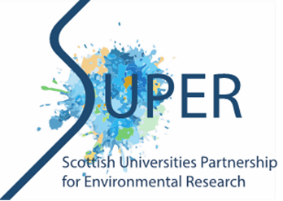 SUPER
Scottish Universities Partnership
for Environmental Research